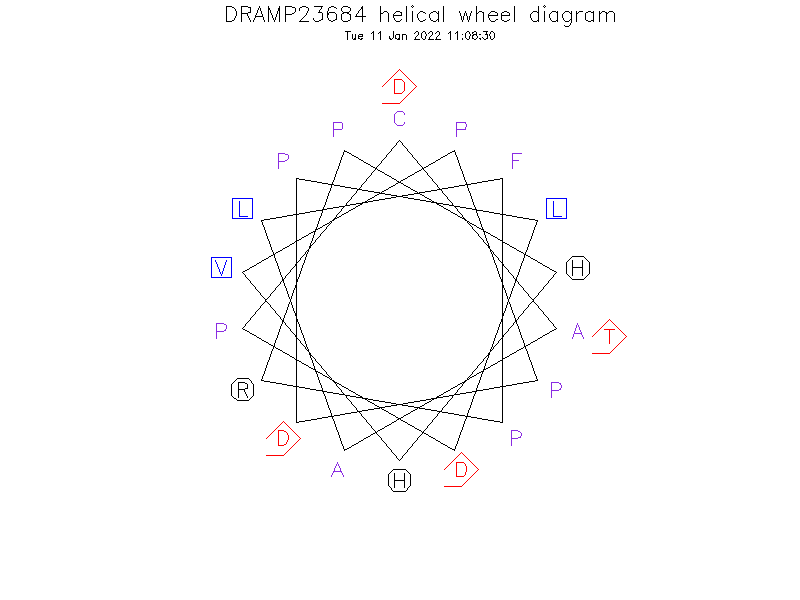 DRAMP23684 helical wheel diagram
Tue 11 Jan 2022 11:08:30
D
C
P P
P F
L L
V H
P A T
R P
D P
A D
H